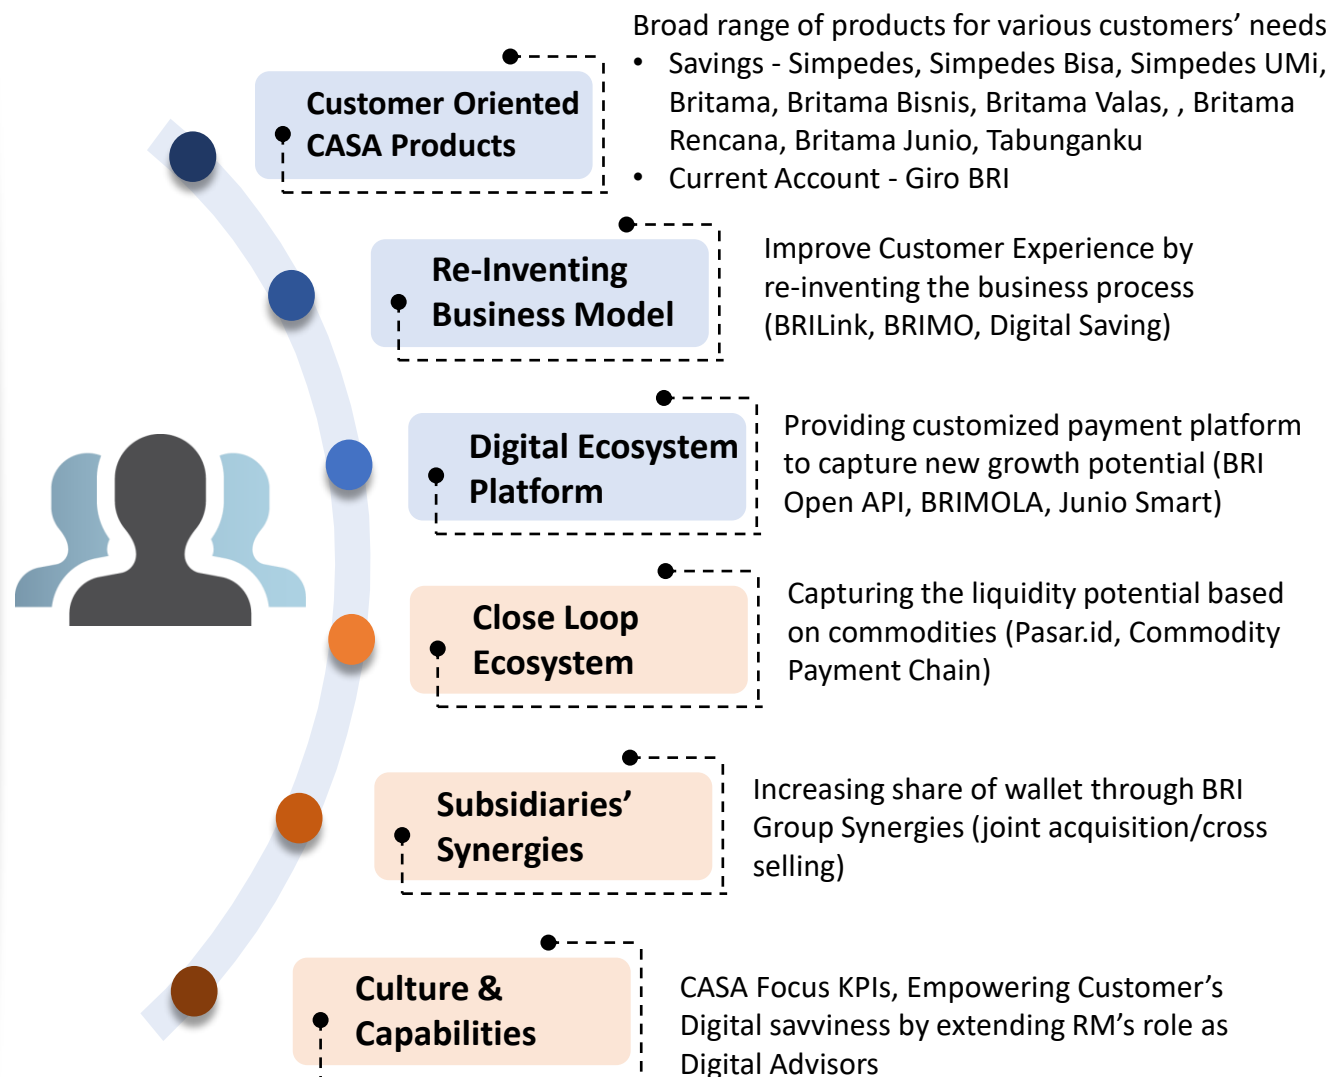 Broad range of products for various customers’ needs
Customer Oriented
CASA Products
• Savings - Simpedes, Simpedes Bisa, Simpedes UMi,
Britama, Britama Bisnis, Britama Valas, , Britama
Rencana, Britama Junio, Tabunganku
• Current Account - Giro BRI
Re-Inventing
Business Model
Improve Customer Experience by
re-inventing the business process
(BRILink, BRIMO, Digital Saving)
Digital Ecosystem
Platform
Providing customized payment platform
to capture new growth potential (BRI
Open API, BRIMOLA, Junio Smart)
Close Loop
Ecosystem
Capturing the liquidity potential based
on commodities (Pasar.id, Commodity
Payment Chain)
Subsidiaries’
Synergies
Increasing share of wallet through BRI
Group Synergies (joint acquisition/cross
selling)
Culture &
Capabilities
CASA Focus KPIs, Empowering Customer’s
Digital savviness by extending RM’s role as
Digital Advisors